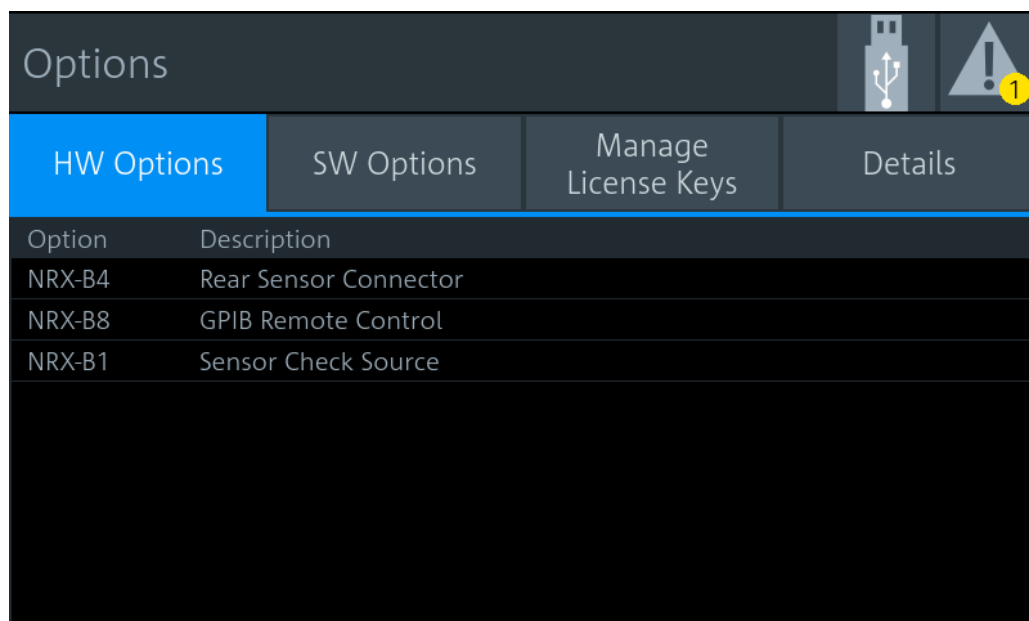 Options
1
HW Options
SW Options
Manage
License Keys
Details
Option Description
NRX-B4 Rear Sensor Connector
NRX-B8 GPIB Remote Control
NRX-B1 Sensor Check Source